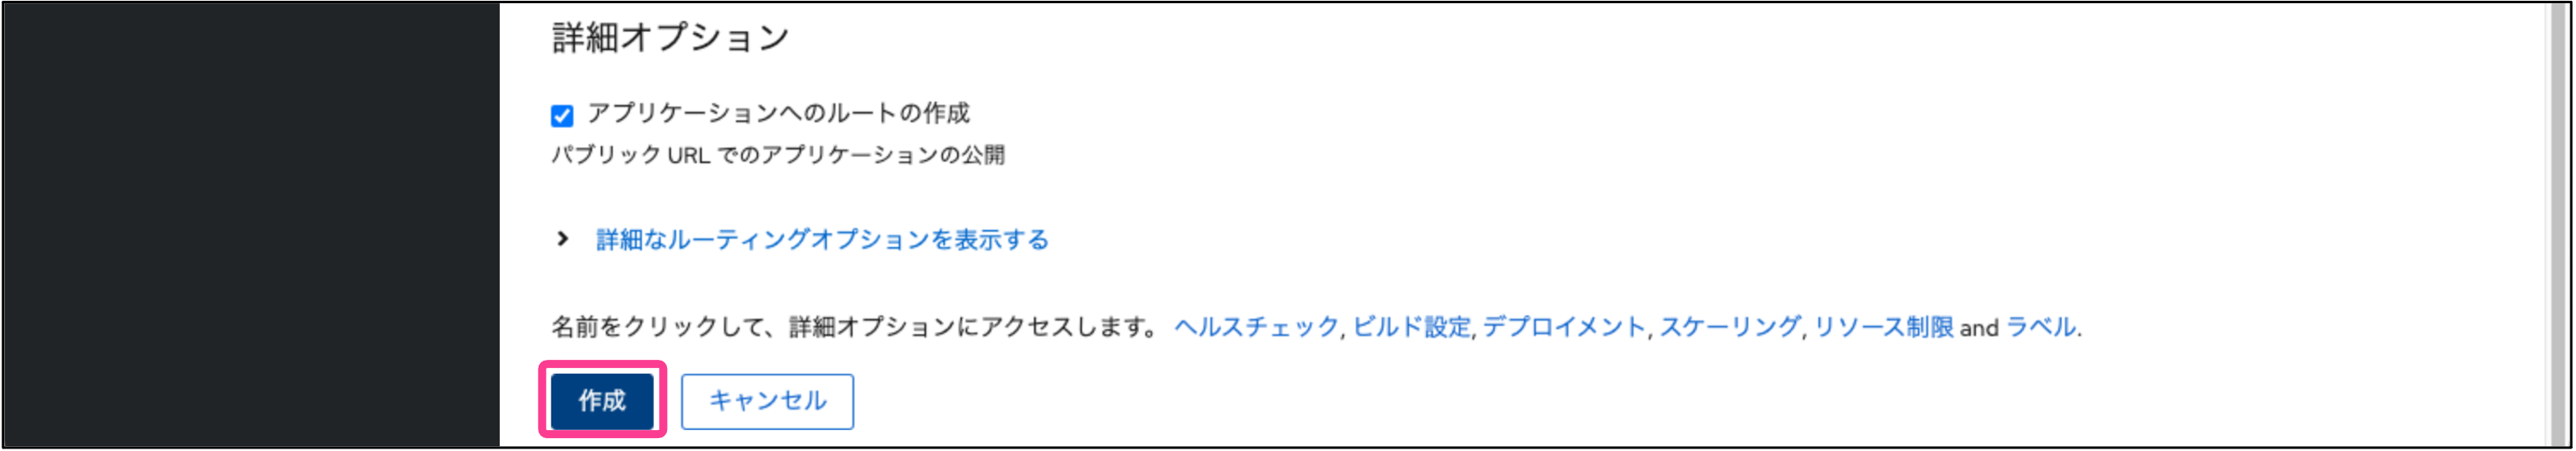 詳細オプション
アプリケーションへのルートの作成
パブリック URL でのアプリケーションの公開
詳細なルーティングオプションを表示する
名前をクリックして、詳細オプションにアクセスします。 ヘルスチェック, ビルド設定, デプロイメント, スケーリング, リソース制限 and ラベル.
作成 キャンセル